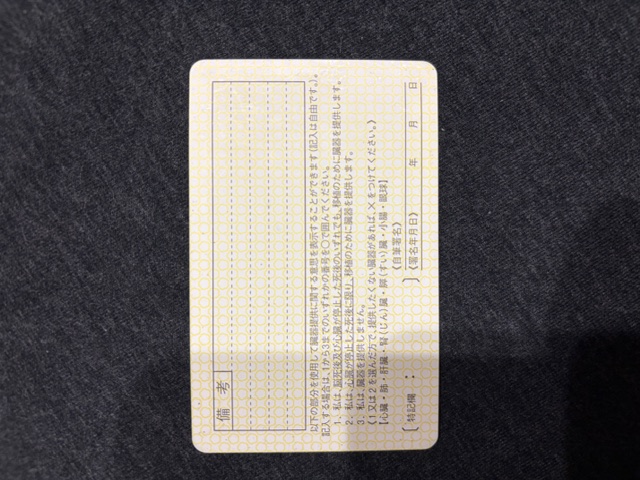 備考
以下の部分を使用して臓器提供に関する意思を表示することができます(記入は自由です。)。
記入する場合は、1から3までのいずれかの番号を○で囲んでください。
1. 私は、脳死後及び心臓が停止した死後のいずれでも、移植のために臓器を提供します。
2. 私は、心臓が停止した死後に限り、移植のために臓器を提供します。
3. 私は、臓器を提供しません。
《1又は2を選んだ方で、提供したくない臓器があれば、×をつけてください。》
【心臓・肺・肝臓・腎(じん)臓・膵(すい)臓・小腸・眼球】
〔特記欄: 〕
《自筆署名》
《署名年月日》 年 月 日